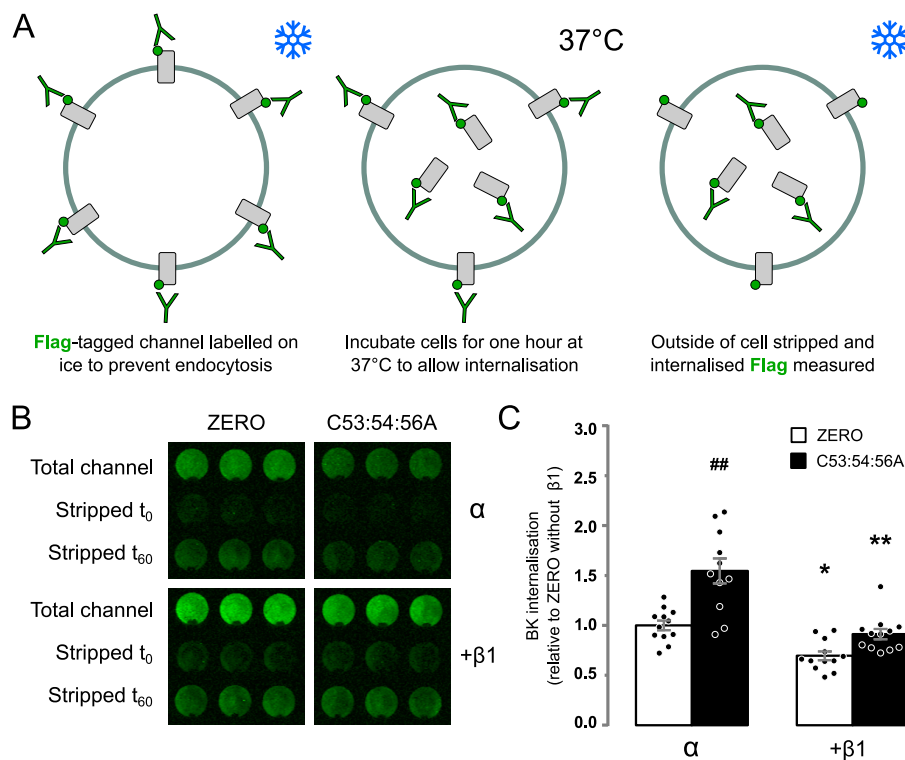 A
37°C
Flag-tagged channel labelled on
ice to prevent endocytosis
Incubate cells for one hour at
37°C to allow internalisation
Outside of cell stripped and
internalised Flag measured
B
ZERO
C53:54:56A
Total channel
Stripped t₀
Stripped t₆₀
α
Total channel
Stripped t₀
Stripped t₆₀
+β1
C
BK internalisation
(relative to ZERO without β1)
3.0
2.5
2.0
1.5
1.0
0.5
0.0
ZERO
C53:54:56A
##
*
**
α
+β1